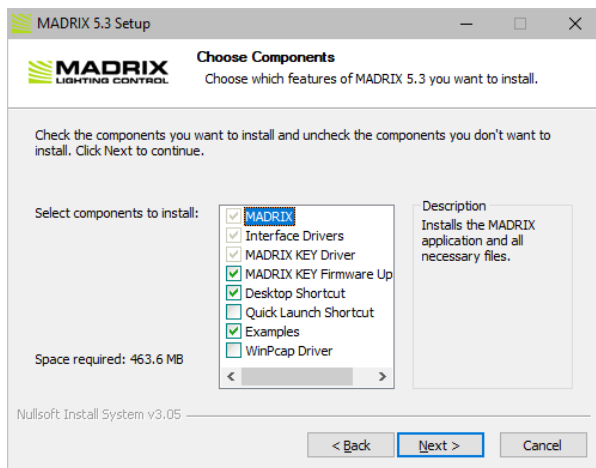 MADRIX 5.3 Setup
MADRIX
LIGHTING CONTROL
Choose Components
Choose which features of MADRIX 5.3 you want to install.
Check the components you want to install and uncheck the components you don't want to
install. Click Next to continue.
Select components to install:
MADRIX
Interface Drivers
MADRIX KEY Driver
MADRIX KEY Firmware Up
Desktop Shortcut
Quick Launch Shortcut
Examples
WinPcap Driver
Description
Installs the MADRIX
application and all
necessary files.
Space required: 463.6 MB
Nullsoft Install System v3.05
< Back
Next >
Cancel